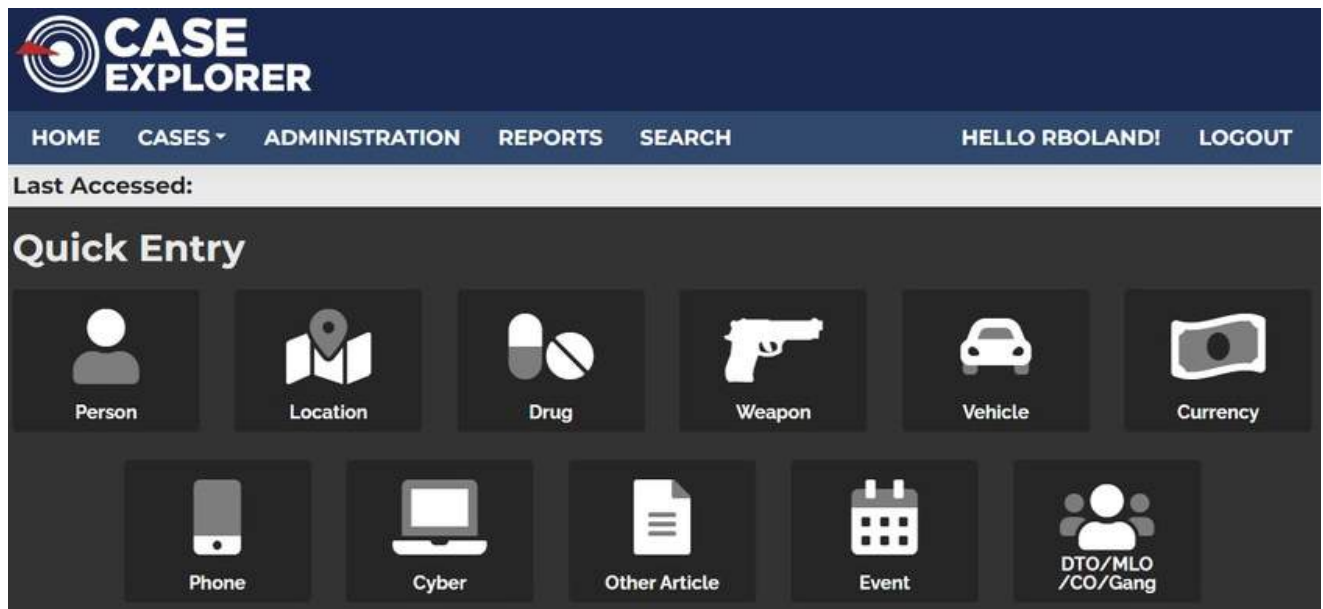 CASE
EXPLORER
HOME CASES ADMINISTRATION REPORTS SEARCH HELLO RBOLAND! LOGOUT
Last Accessed:
Quick Entry
Person Location Drug Weapon Vehicle Currency
Phone Cyber Other Article Event DTO/MLO
/CO/Gang